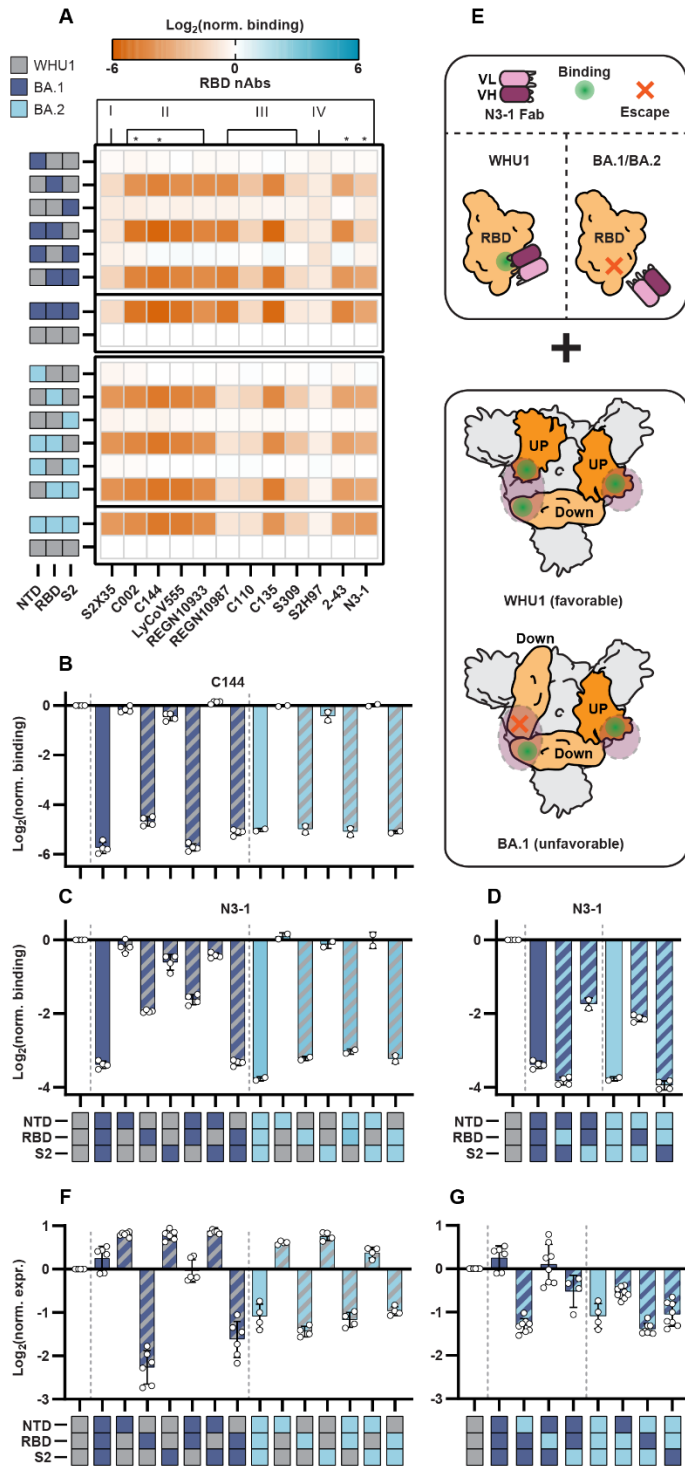 A
E
Log2(norm. binding)
-6
6
RBD nAbs
WHU1
BA.1
BA.2
I
II
III
IV
* * * *
NTD
RBD
S2
S2X35
C002
C144
LyCoV555
REGN10933
REGN10987
C110
C135
S309
S2H97
2-43
N3-1
VL
VH
N3-1 Fab
Binding
Escape
WHU1
BA.1/BA.2
RBD
RBD
+
UP
UP
Down
WHU1 (favorable)
Down
UP
Down
BA.1 (unfavorable)
B
C144
Log2(norm. binding)
0
-2
-4
-6
C
N3-1
Log2(norm. binding)
0
-2
-4
NTD
RBD
S2
D
N3-1
0
-2
-4
NTD
RBD
S2
F
Log2(norm. expr.)
1
0
-1
-2
-3
NTD
RBD
S2
G
1
0
-1
-2
-3
NTD
RBD
S2